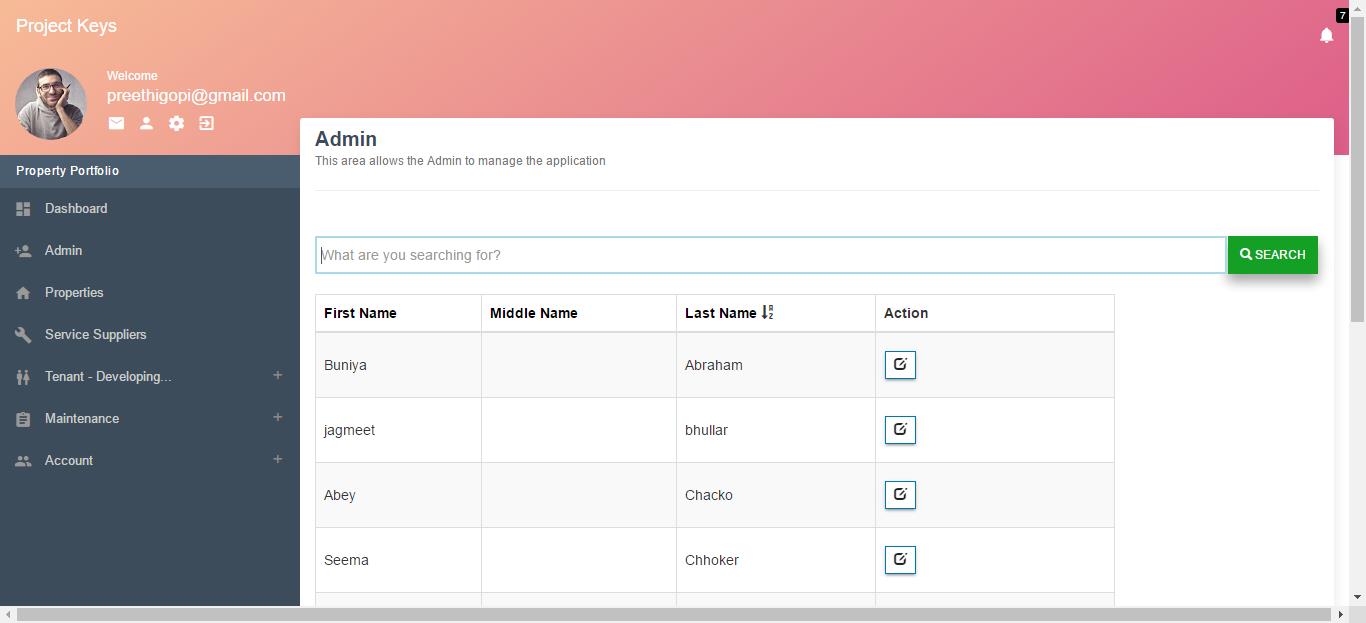 Project Keys
7
Welcome
preethigopi@gmail.com
Property Portfolio
Dashboard
Admin
Properties
Service Suppliers
Tenant - Developing... +
Maintenance +
Account +
Admin
This area allows the Admin to manage the application
What are you searching for? SEARCH
First Name Middle Name Last Name Action
Buniya Abraham
jagmeet bhullar
Abey Chacko
Seema Chhoker